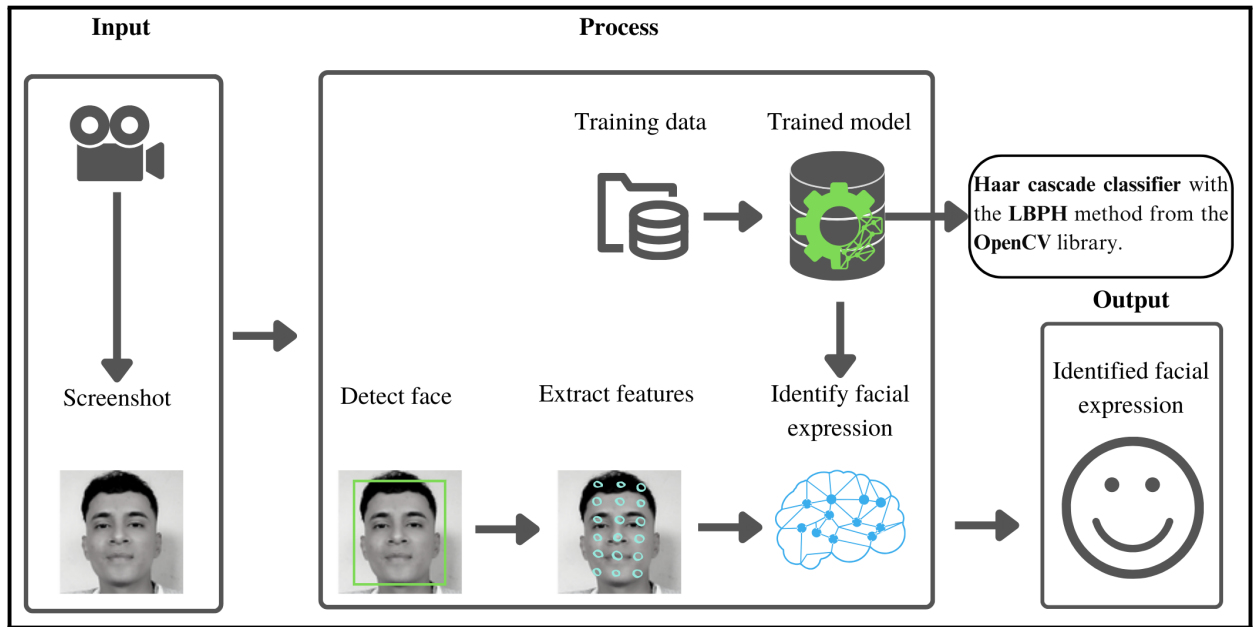 Input
Process
Training data
Trained model
Haar cascade classifier with
the LBPH method from the
OpenCV library.
Output
Screenshot
Detect face
Extract features
Identify facial
expression
Identified facial
expression